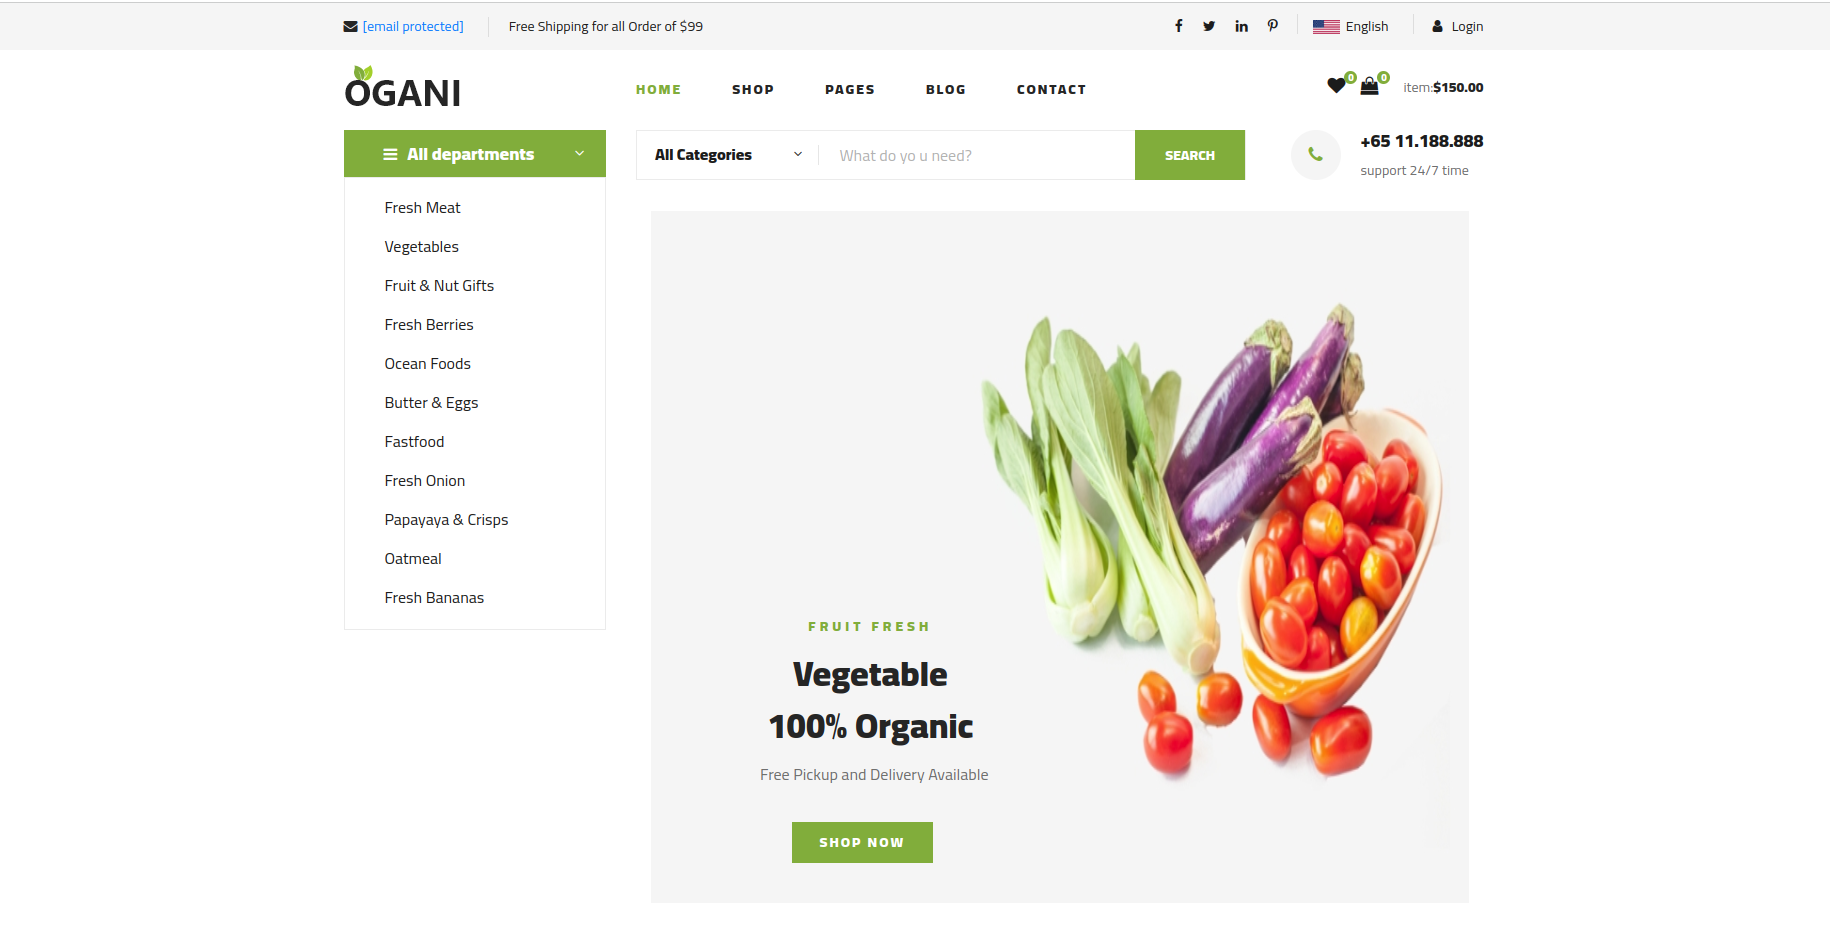 [email protected]
Free Shipping for all Order of $99
English
Login
OGANI
HOME SHOP PAGES BLOG CONTACT
0
0
item:$150.00
All departments
All Categories
What do yo u need?
SEARCH
+65 11.188.888
support 24/7 time
Fresh Meat
Vegetables
Fruit & Nut Gifts
Fresh Berries
Ocean Foods
Butter & Eggs
Fastfood
Fresh Onion
Papayaya & Crisps
Oatmeal
Fresh Bananas
FRUIT FRESH
Vegetable
100% Organic
Free Pickup and Delivery Available
SHOP NOW